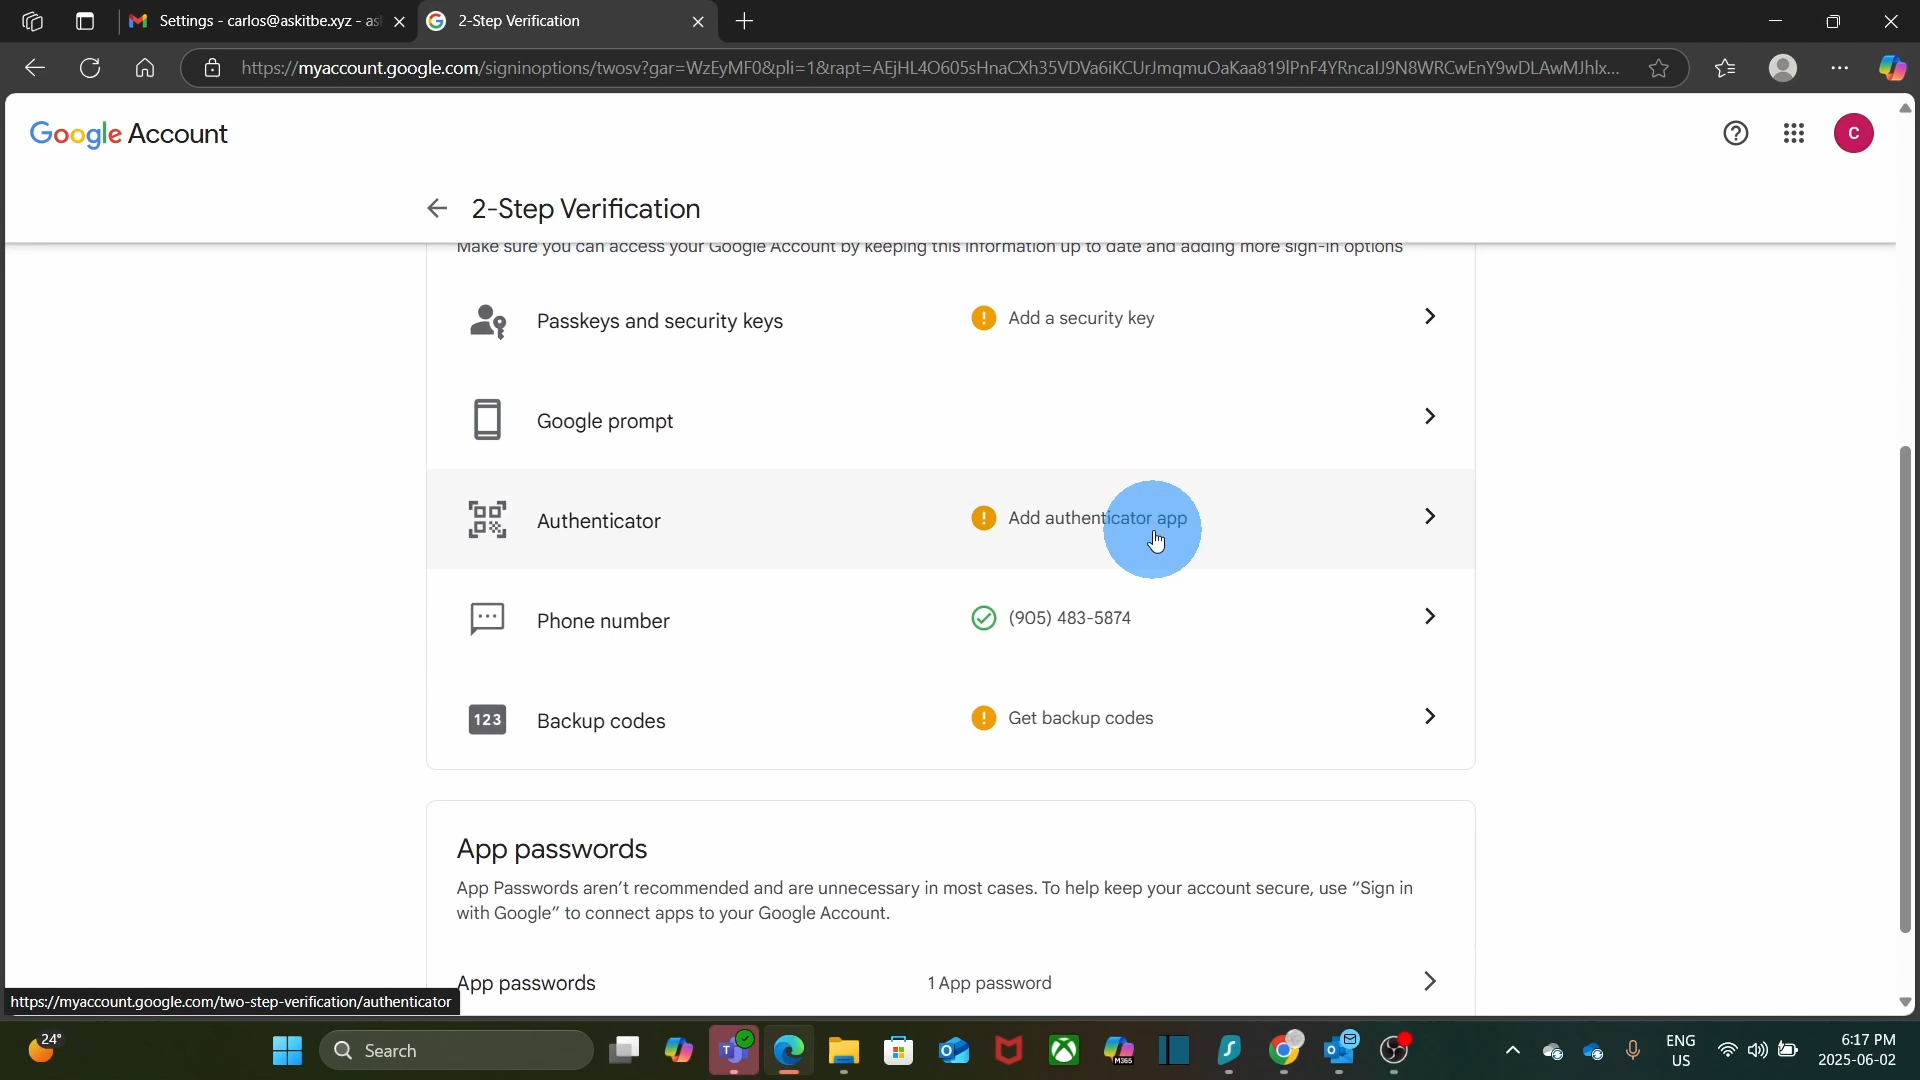 Settings - carlos@askitbe.xyz - as
2-Step Verification
https://myaccount.google.com/signinoptions/twosv?gar=WzEyMF0&pli=1&rapt=AEjHL4O605sHnaCXh35VDVa6iKCUrJmqmuOaKaa819IPnF4YRncalJ9N8WRCwEnY9wDLAwMJhlx...
Google Account
C
2-Step Verification
Make sure you can access your Google Account by keeping this information up to date and adding more sign-in options
Passkeys and security keys
Add a security key
Google prompt
Authenticator
Add authenticator app
Phone number
(905) 483-5874
123
Backup codes
Get backup codes
App passwords
App Passwords aren't recommended and are unnecessary in most cases. To help keep your account secure, use "Sign in
with Google" to connect apps to your Google Account.
App passwords
1 App password
https://myaccount.google.com/two-step-verification/authenticator
24°
Search
M365
ENG
US
6:17 PM
2025-06-02